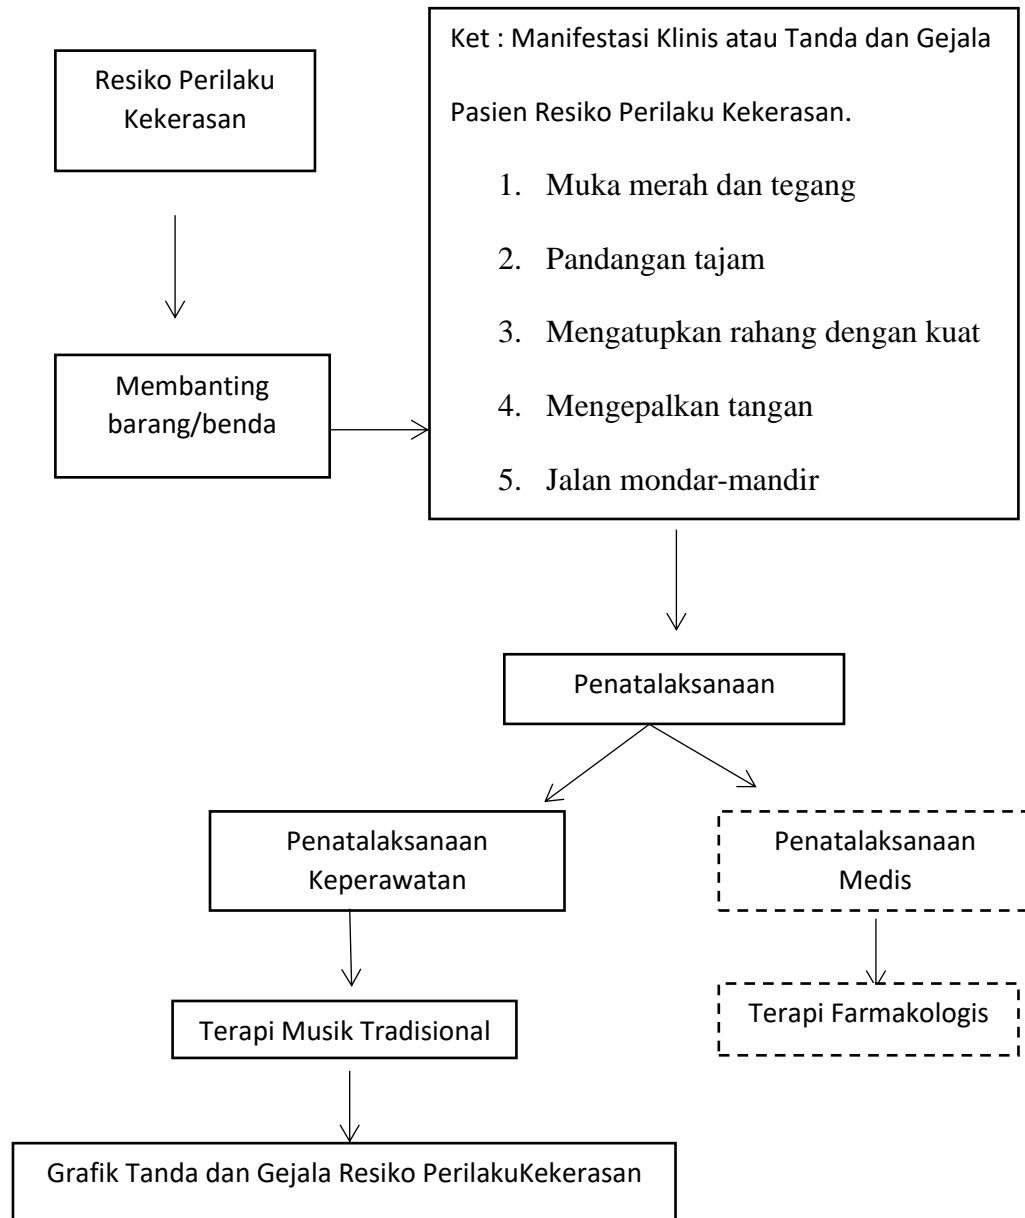 Resiko Perilaku
Kekerasan
Membanting
barang/benda
Ket : Manifestasi Klinis atau Tanda dan Gejala
Pasien Resiko Perilaku Kekerasan.
1. Muka merah dan tegang
2. Pandangan tajam
3. Mengatupkan rahang dengan kuat
4. Mengepalkan tangan
5. Jalan mondar-mandir
Penatalaksanaan
Penatalaksanaan
Keperawatan
Penatalaksanaan
Medis
Terapi Musik Tradisional
Terapi Farmakologis
Grafik Tanda dan Gejala Resiko PerilakuKekerasan